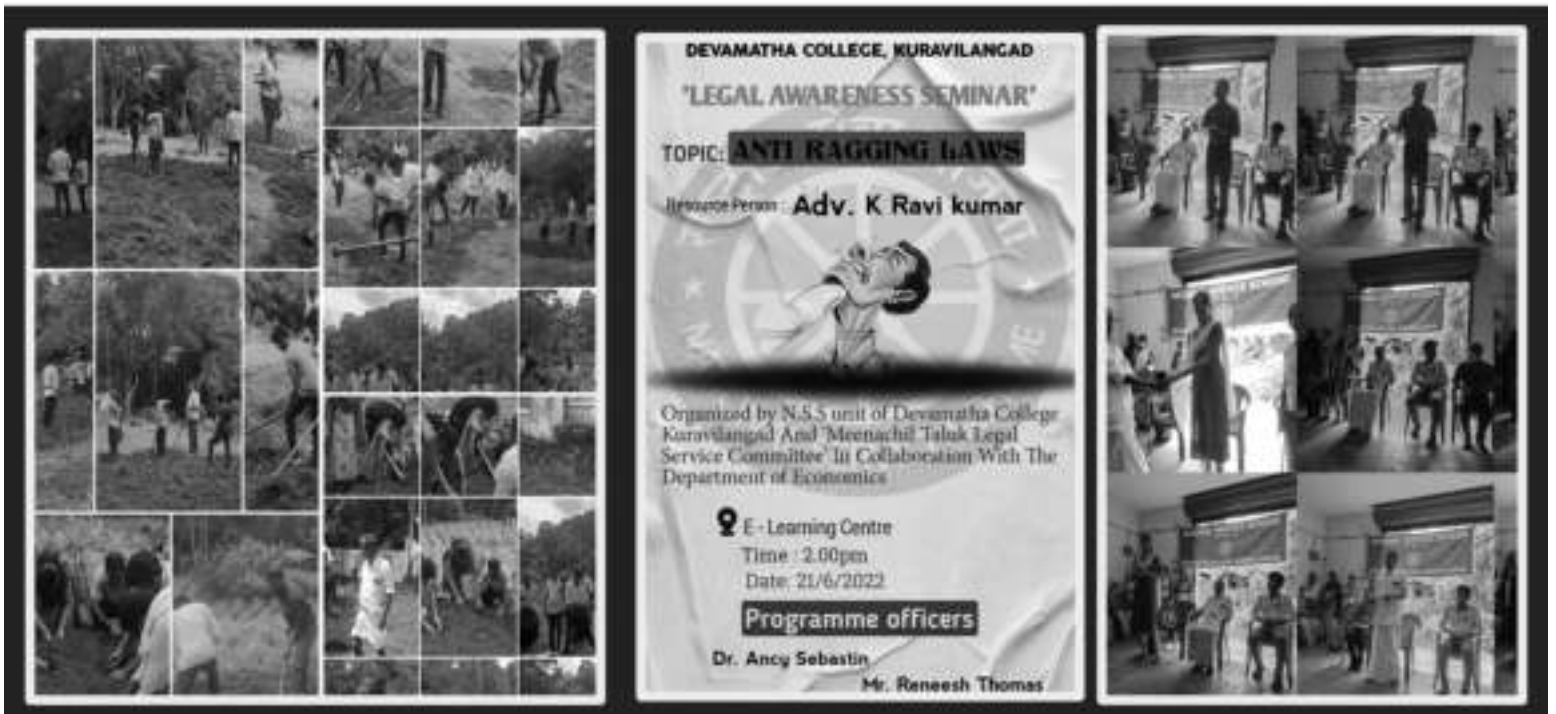 DEVAMATHA COLLEGE, KURAVILANGAD
"LEGAL AWARENESS SEMINAR"
TOPIC: ANTI RAGGING LAWS
Resource Person : Adv. K Ravi kumar
Organized by N.S.S unit of Devamatha College
Kuravilangad And 'Meenachil Taluk Legal
Service Committee' In Collaboration With The
Department of Economics
E - Learning Centre
Time : 2.00pm
Date: 21/6/2022
Programme officers
Dr. Ancy Sebastin
Mr. Reneesh Thomas